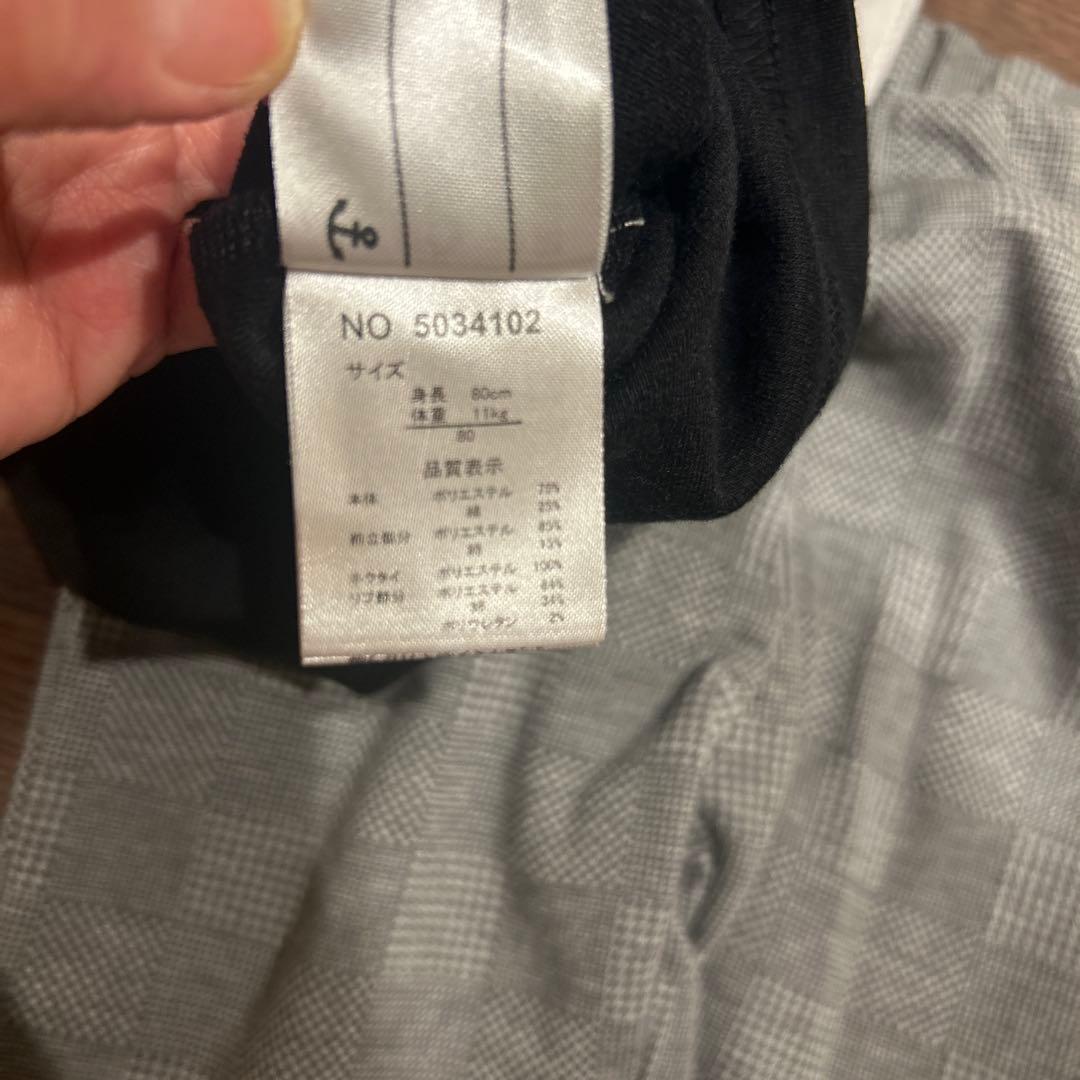 NO 5034102
サイズ
身長 80cm
体重 11kg
80
品質表示
本体 ポリエステル 75%
綿 25%
別立部分 ポリエステル 85%
綿 15%
ネクタイ ポリエステル 100%
リブ部分 ポリエステル 64%
綿 34%
ポリウレタン 2%